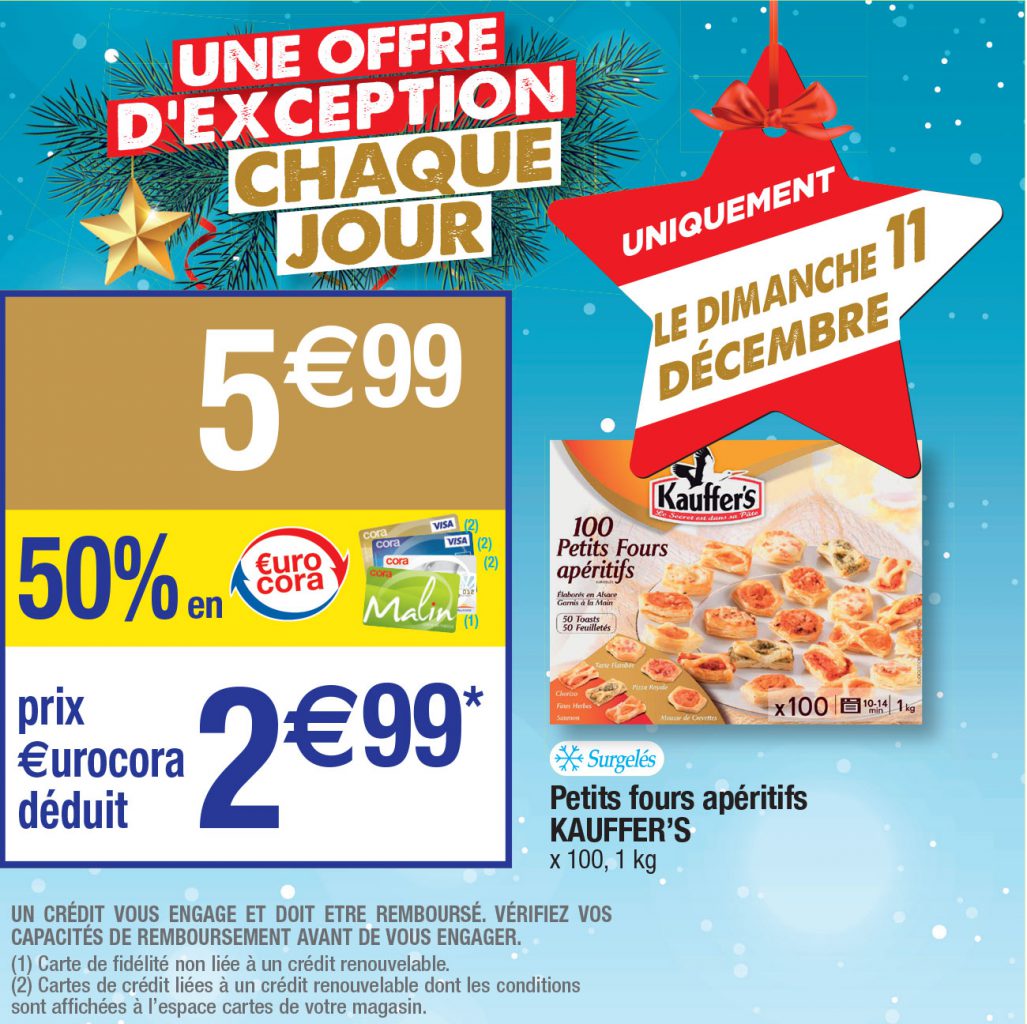 UNE OFFRE
D'EXCEPTION
CHAQUE
JOUR
UNIQUEMENT
LE DIMANCHE 11
DÉCEMBRE
5€99
50% en
€uro
cora
cora VISA (2)
cora VISA (2)
cora (2)
Malin (1)
prix
€urocora
déduit
2€99*
Kauffer's
Le Secret est dans sa Pâte
100
Petits Fours
apéritifs
Élaborés en Alsace
Garnis à la Main
50 Toasts
50 Feuilletés
Tarte Flambée
Pizza Royale
Chorizo
Fines Herbes
Saumon
Mousse de Crevettes
x100 10-14 min 1kg
Surgelés
Petits fours apéritifs
KAUFFER'S
x 100, 1 kg
UN CRÉDIT VOUS ENGAGE ET DOIT ETRE REMBOURSÉ. VÉRIFIEZ VOS
CAPACITÉS DE REMBOURSEMENT AVANT DE VOUS ENGAGER.
(1) Carte de fidélité non liée à un crédit renouvelable.
(2) Cartes de crédit liées à un crédit renouvelable dont les conditions
sont affichées à l'espace cartes de votre magasin.